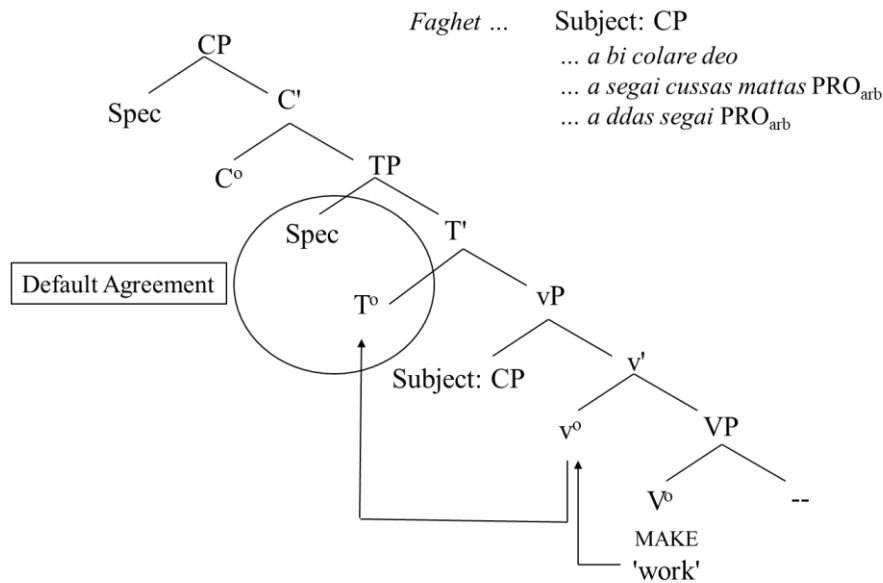 Faghet ... Subject: CP
CP
... a bi colare deo
... a segai cussas mattas PROarb
Spec C'
... a ddas segai PROarb
Cº TP
Spec T'
Default Agreement
Tº vP
Subject: CP v'
vº VP
Vº --
MAKE
'work'